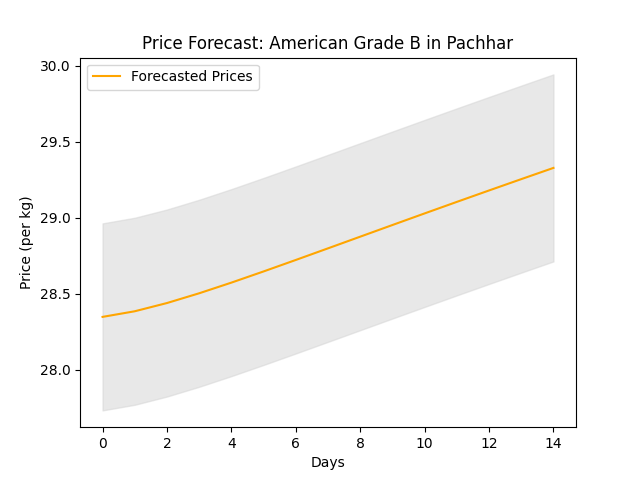 Price Forecast: American Grade B in Pachhar
Forecasted Prices
Price (per kg)
30.0
29.5
29.0
28.5
28.0
0 2 4 6 8 10 12 14
Days